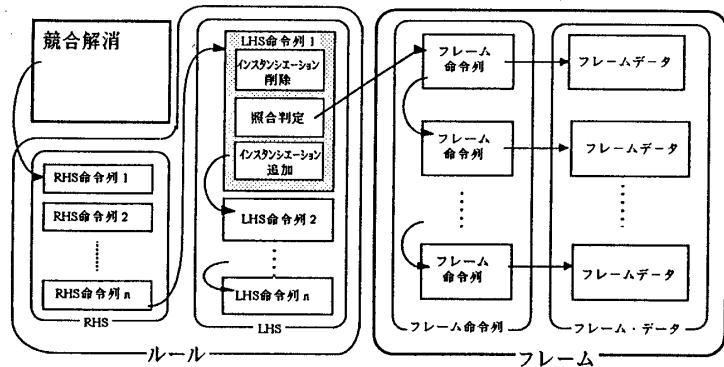 競合解消
RHS命令列1
RHS命令列2
RHS命令列n
RHS
LHS命令列1
インスタンシエーション
削除
照合判定
インスタンシエーション
追加
LHS命令列2
LHS命令列n
LHS
ルール
フレーム
命令列
フレーム
命令列
フレーム
命令列
フレーム命令列
フレームデータ
フレームデータ
フレームデータ
フレーム・データ
フレーム